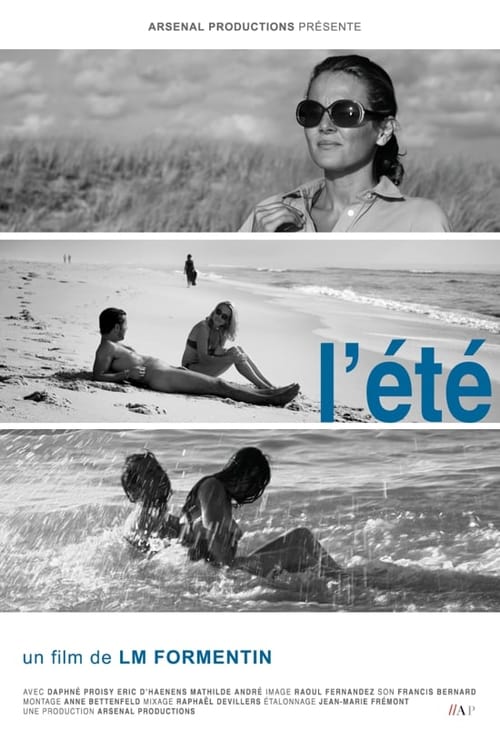 ARSENAL PRODUCTIONS PRÉSENTE
l'été
un film de LM FORMENTIN
AVEC DAPHNÉ PROISY ERIC D'HAENENS MATHILDE ANDRÉ IMAGE RAOUL FERNANDEZ SON FRANCIS BERNARD
MONTAGE ANNE BETTENFELD MIXAGE RAPHAËL DEVILLERS ÉTALONNAGE JEAN-MARIE FRÉMONT
UNE PRODUCTION ARSENAL PRODUCTIONS
//AP